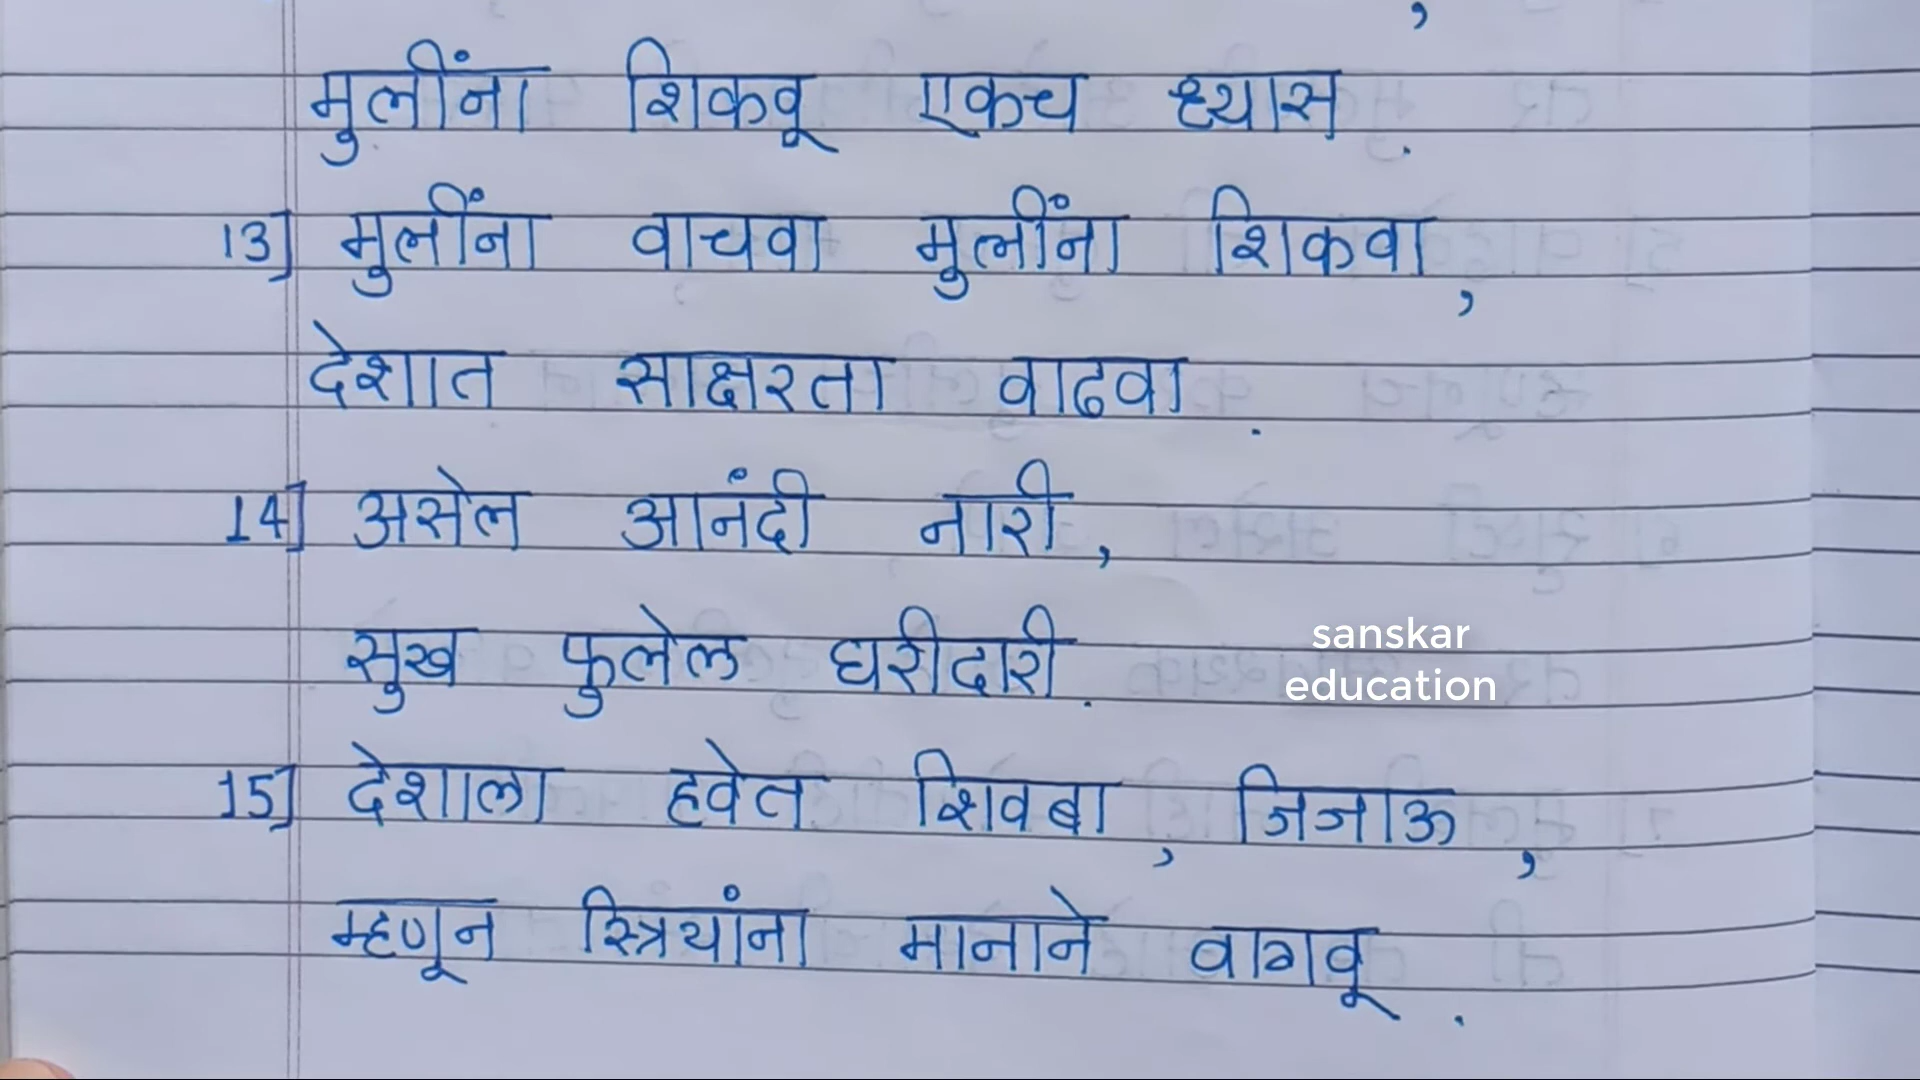 मुलींना शिकवू एकच ध्यास.
13] मुलींना वाचवा मुलींना शिकवा,
देशात साक्षरता वाढवा.
14] असेल आनंदी नारी,
सुख फुलेल घरीदारी.
sanskar
education
15] देशाला हवेत शिवबा, जिजाऊ,
म्हणून स्त्रियांना मानाने वागवू.